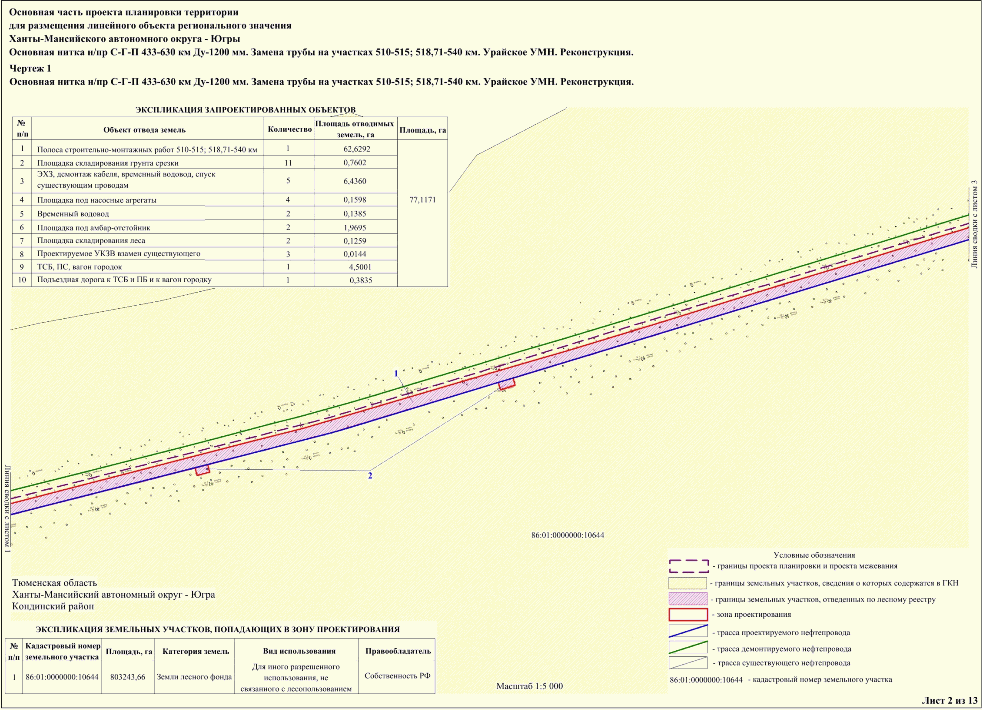 Основная часть проекта планировки территории
для размещения линейного объекта регионального значения
Ханты-Мансийского автономного округа - Югры
Основная нитка н/пр С-Г-П 433-630 км Ду-1200 мм. Замена трубы на участках 510-515; 518,71-540 км. Урайское УМН. Реконструкция.
Чертеж 1
Основная нитка н/пр С-Г-П 433-630 км Ду-1200 мм. Замена трубы на участках 510-515; 518,71-540 км. Урайское УМН. Реконструкция.
ЭКСПЛИКАЦИЯ ЗАПРОЕКТИРОВАННЫХ ОБЪЕКТОВ
№ п/п Объект отвода земель Количество Площадь отводимых земель, га Площадь, га
1 Полоса строительно-монтажных работ 510-515; 518,71-540 км 1 62,6292
2 Площадка складирования грунта срезки 11 0,7602
3 ЭХЗ, демонтаж кабеля, временный водовод, спуск
существующим проводам 5 6,4360
4 Площадка под насосные агрегаты 4 0,1598 77,1171
5 Временный водовод 2 0,1385
6 Площадка под амбар-отстойник 2 1,9695
7 Площадка складирования леса 2 0,1259
8 Проектируемое УКЗВ взамен существующего 3 0,0144
9 ТСБ, ПС, вагон городок 1 4,5001
10 Подъездная дорога к ТСБ и ПБ и к вагон городку 1 0,3835
Линия сводки с листом 3
1
2
Линия сводки с листом 1
86:01:0000000:10644
Тюменская область
Ханты-Мансийский автономный округ - Югра
Кондинский район
ЭКСПЛИКАЦИЯ ЗЕМЕЛЬНЫХ УЧАСТКОВ, ПОПАДАЮЩИХ В ЗОНУ ПРОЕКТИРОВАНИЯ
№ п/п Кадастровый номер земельного участка Площадь, га Категория земель Вид использования Правообладатель
1 86:01:0000000:10644 803243,66 Земли лесного фонда Для иного разрешенного
использования, не
связанного с лесопользованием Собственность РФ
Масштаб 1:5 000
Условные обозначения
- границы проекта планировки и проекта межевания
- границы земельных участков, сведения о которых содержатся в ГКН
- границы земельных участков, отведенных по лесному реестру
- зона проектирования
- трасса проектируемого нефтепровода
- трасса демонтируемого нефтепровода
- трасса существующего нефтепровода
86:01:0000000:10644 - кадастровый номер земельного участка
Лист 2 из 13